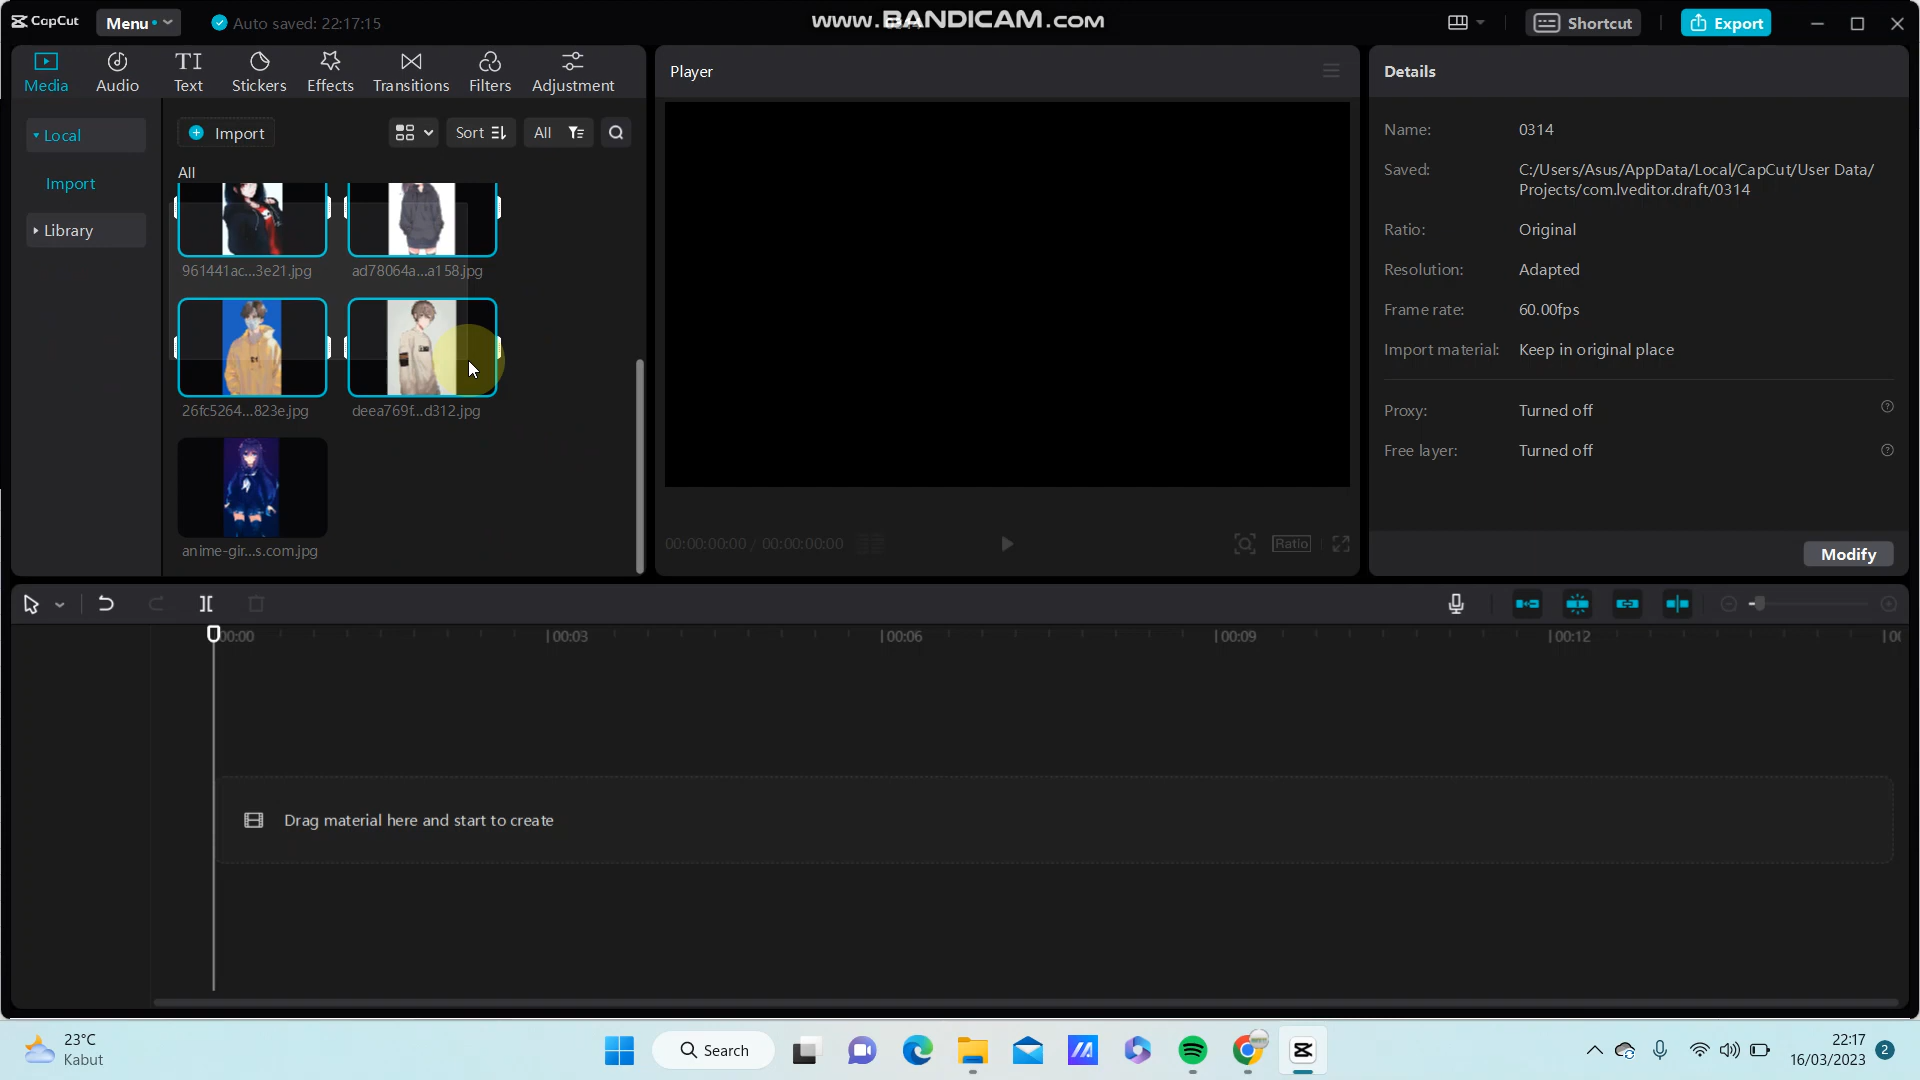 CapCut
Menu
Auto saved: 22:17:15
www.BANDICAM.com
Shortcut
Export
Media
Audio
TI
Text
Stickers
Effects
Transitions
Filters
Adjustment
Player
Details
Local
Import
Library
Import
Sort
All
All
961441ac...3e21.jpg
ad78064a...a158.jpg
26fc5264...823e.jpg
deea769f...d312.jpg
anime-gir...s.com.jpg
00:00:00:00 / 00:00:00:00
Ratio
Name:
0314
Saved:
C:/Users/Asus/AppData/Local/CapCut/User Data/
Projects/com.lveditor.draft/0314
Ratio:
Original
Resolution:
Adapted
Frame rate:
60.00fps
Import material:
Keep in original place
Proxy:
Turned off
Free layer:
Turned off
Modify
00:00
00:03
00:06
00:09
00:12
Drag material here and start to create
23°C
Kabut
Search
22:17
16/03/2023
2